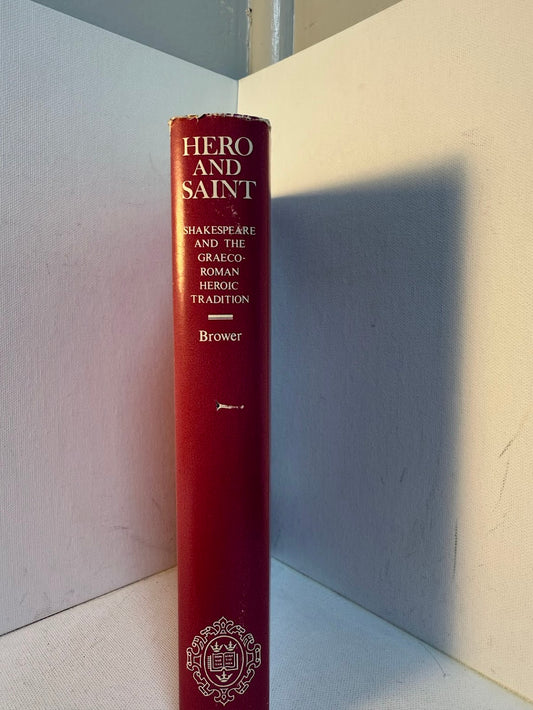 HERO
AND
SAINT
SHAKESPEARE
AND THE
GRAECO-
ROMAN
HEROIC
TRADITION
Brower